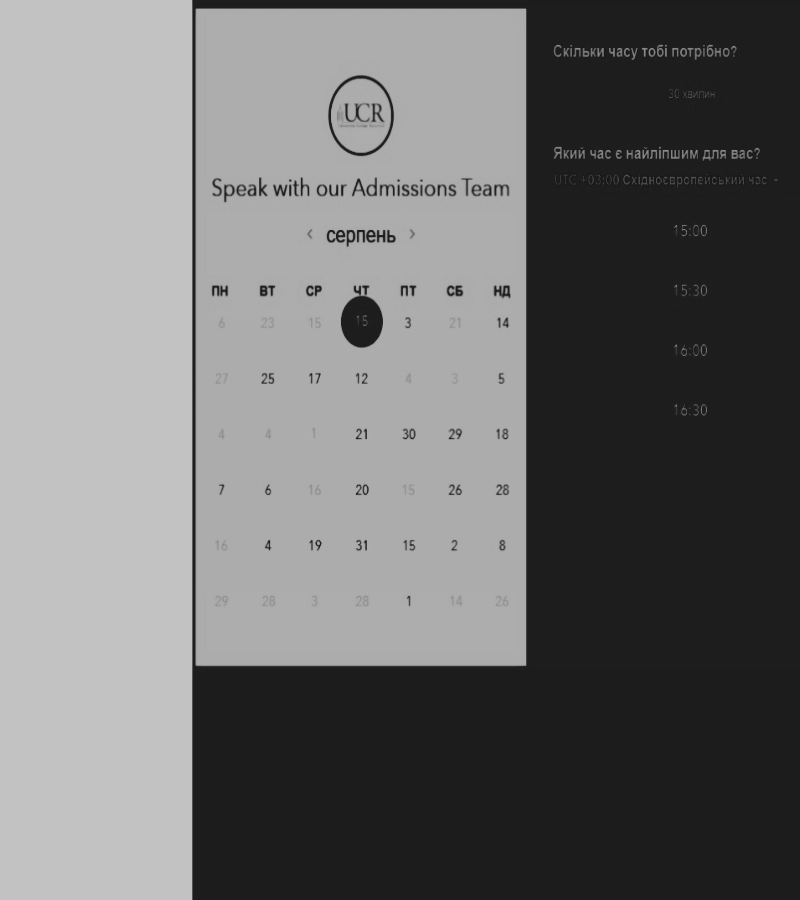 UCR
Speak with our Admissions Team
‹ серпень ›
ПН ВТ СР ЧТ ПТ СБ НД
6 23 15 15 3 21 14
27 25 17 12 4 3 5
4 4 1 21 30 29 18
7 6 16 20 15 26 28
16 4 19 31 15 2 8
29 28 3 28 1 14 26
Скільки часу тобі потрібно?
30 хвилин
Який час є найліпшим для вас?
UTC +03:00 Східноєвропейський час
15:00
15:30
16:00
16:30